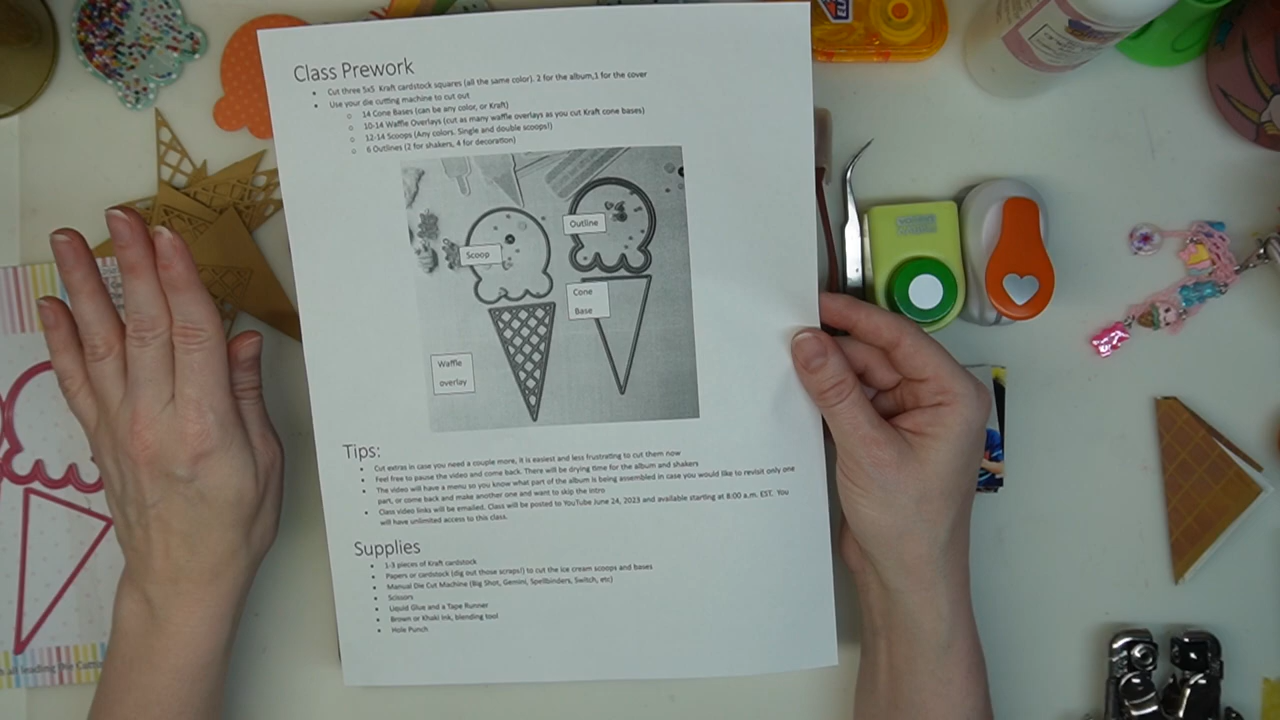 Class Prework
• Cut three 5x5 Kraft cardstock squares (all the same color). 2 for the album,1 for the cover
• Use your die cutting machine to cut out
○ 14 Cone Bases (can be any color, or Kraft)
○ 10-14 Waffle Overlays (cut as many waffle overlays as you cut Kraft cone bases)
○ 12-14 Scoops (Any colors. Single and double scoops!)
○ 6 Outlines (2 for shakers, 4 for decoration)
Outline
Scoop
Cone
Base
Waffle
overlay
Tips:
• Cut extras in case you need a couple more, it is easiest and less frustrating to cut them now
• Feel free to pause the video and come back. There will be drying time for the album and shakers
• The video will have a menu so you know what part of the album is being assembled in case you would like to revisit only one
part, or come back and make another one and want to skip the intro
• Class video links will be emailed. Class will be posted to YouTube June 24, 2023 and available starting at 8:00 a.m. EST. You
will have unlimited access to this class.
Supplies
• 1-3 pieces of Kraft cardstock
• Papers or cardstock (dig out those scraps!) to cut the ice cream scoops and bases
• Manual Die Cut Machine (Big Shot, Gemini, Spellbinders, Switch, etc)
• Scissors
• Liquid Glue and a Tape Runner
• Brown or Khaki ink, blending tool
• Hole Punch
all leading Die Cutting